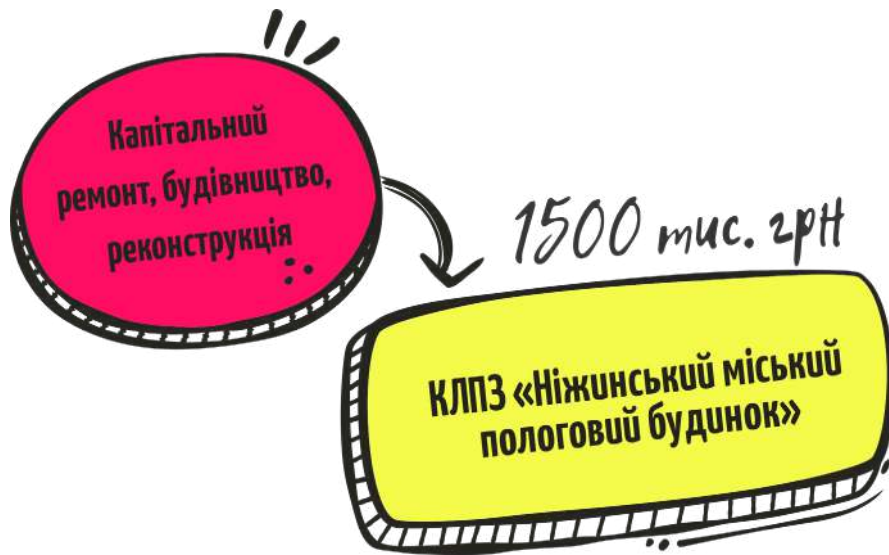 Капітальний
ремонт, будівництво,
реконструкція
1500 тис. грн
КЛПЗ «Ніжинський міський
пологовий будинок»